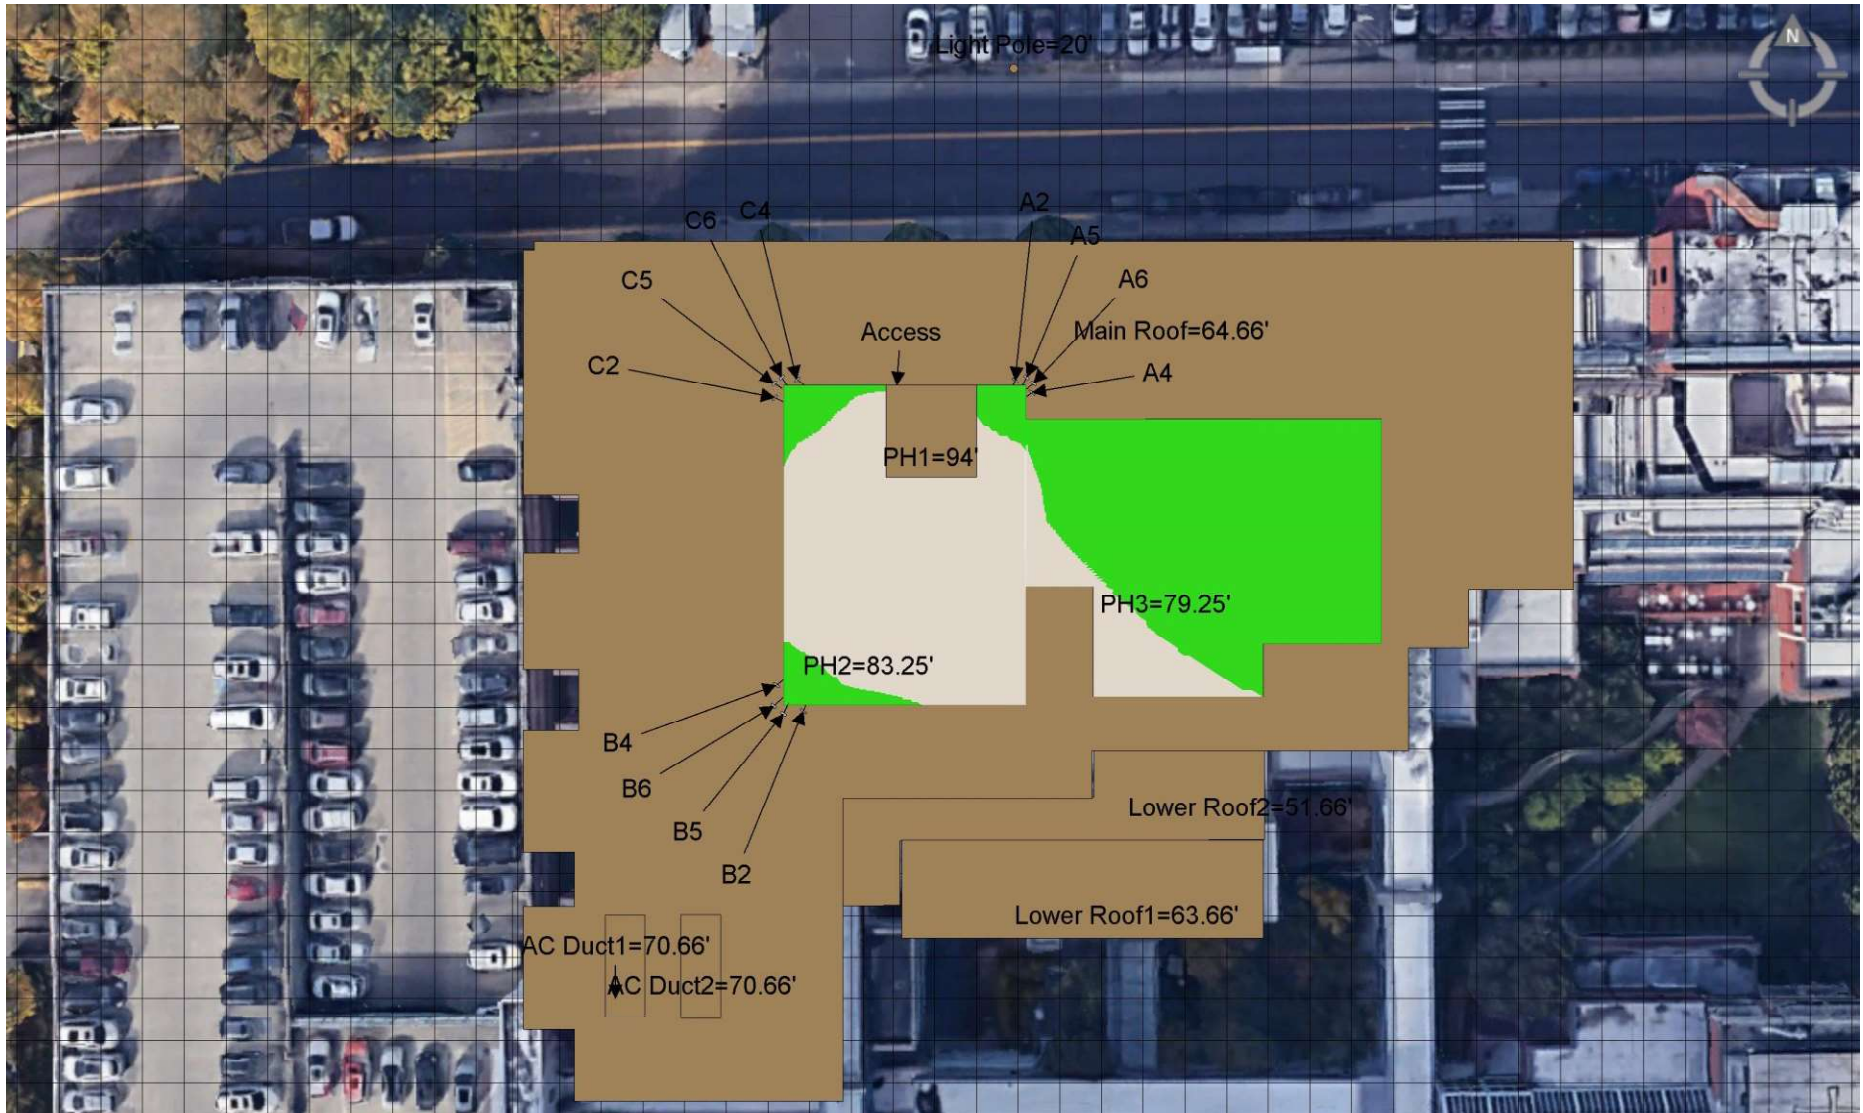 Light Pole=20'
N
A2
C4
C6
A5
C5
A6
Access
Main Roof=64.66'
C2
A4
PH1=94'
PH3=79.25'
PH2=83.25'
B4
B6
Lower Roof2=51.66'
B5
B2
Lower Roof1=63.66'
AC Duct1=70.66'
AC Duct2=70.66'